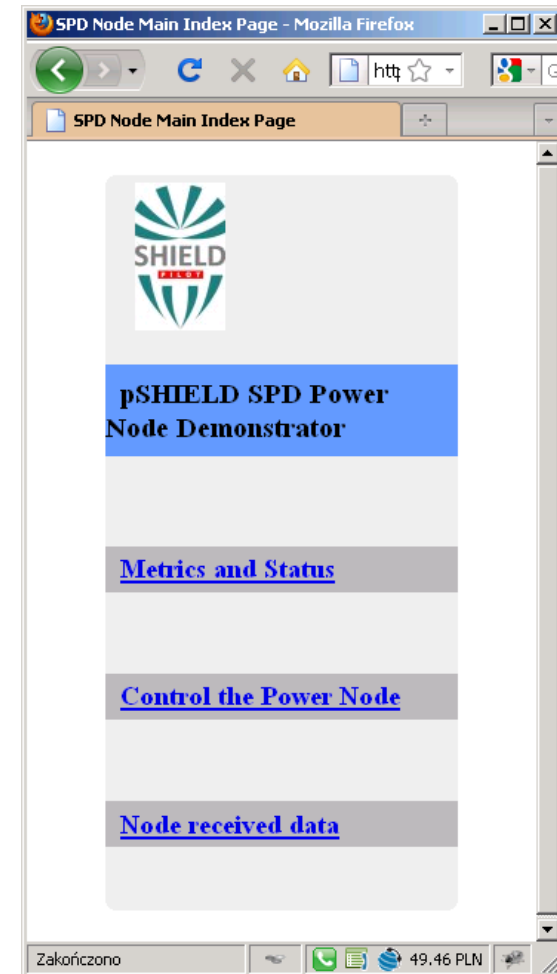 SPD Node Main Index Page - Mozilla Firefox
htt
SPD Node Main Index Page
SHIELD
PILOT
pSHIELD SPD Power
Node Demonstrator
Metrics and Status
Control the Power Node
Node received data
Zakończono
49.46 PLN